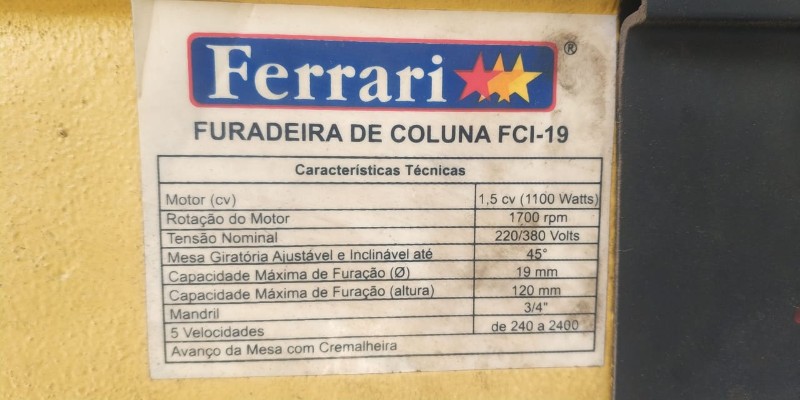 Ferrari ®
FURADEIRA DE COLUNA FCI-19
Características Técnicas
Motor (cv) 1,5 cv (1100 Watts)
Rotação do Motor 1700 rpm
Tensão Nominal 220/380 Volts
Mesa Giratória Ajustável e Inclinável até 45°
Capacidade Máxima de Furação (Ø) 19 mm
Capacidade Máxima de Furação (altura) 120 mm
Mandril 3/4"
5 Velocidades de 240 a 2400
Avanço da Mesa com Cremalheira